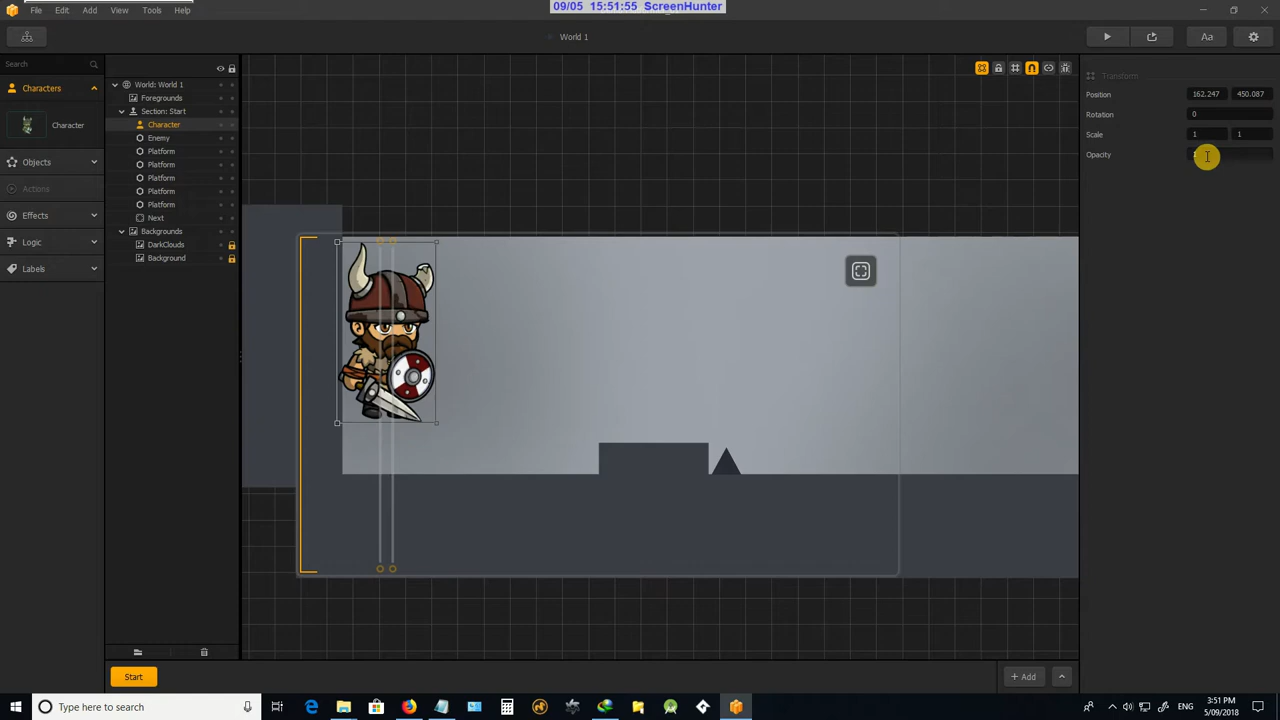 09/05 15:51:55 ScreenHunter
File Edit Add View Tools Help
World 1
Aa
Search
Characters
Character
Objects
Actions
Effects
Logic
Labels
World: World 1
Foregrounds
Section: Start
Character
Enemy
Platform
Platform
Platform
Platform
Platform
Next
Backgrounds
DarkClouds
Background
Transform
Position 162.247 450.087
Rotation 0
Scale 1 1
Opacity
Start
+ Add
Type here to search
ENG
3:51 PM
5/09/2018